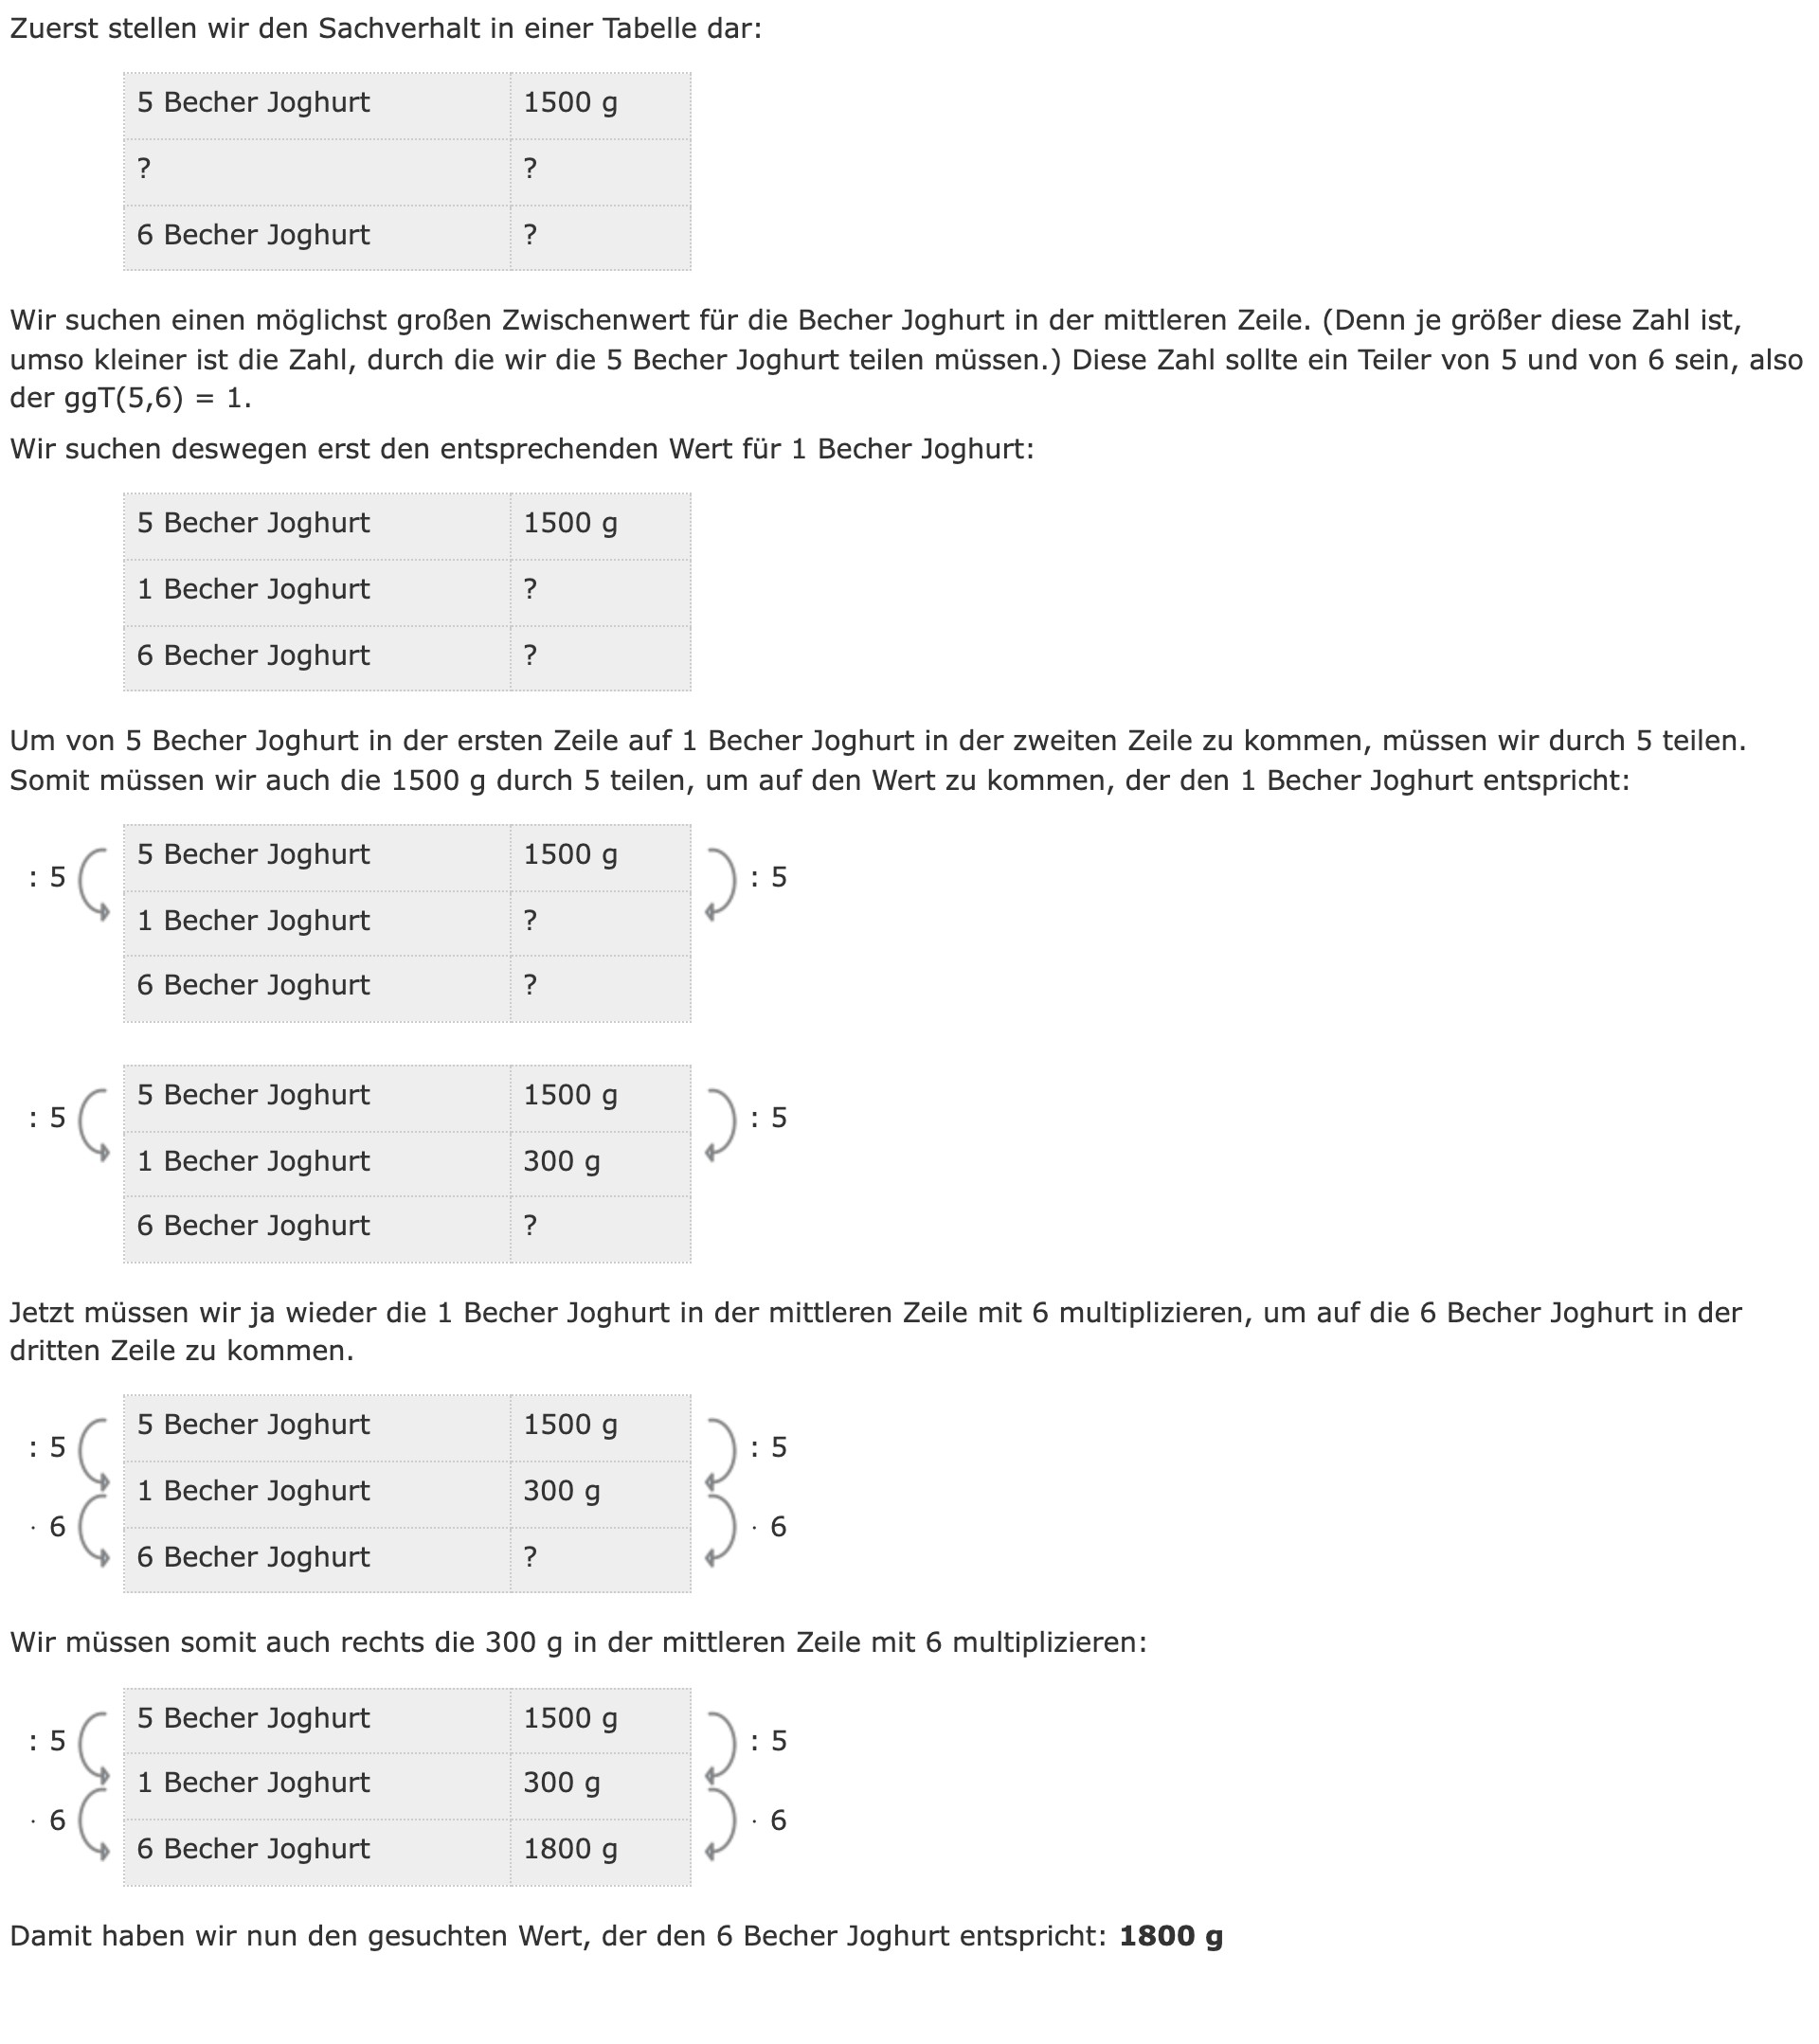 Zuerst stellen wir den Sachverhalt in einer Tabelle dar:
5 Becher Joghurt 1500 g
? ?
6 Becher Joghurt ?
Wir suchen einen möglichst großen Zwischenwert für die Becher Joghurt in der mittleren Zeile. (Denn je größer diese Zahl ist,
umso kleiner ist die Zahl, durch die wir die 5 Becher Joghurt teilen müssen.) Diese Zahl sollte ein Teiler von 5 und von 6 sein, also
der ggT(5,6) = 1.
Wir suchen deswegen erst den entsprechenden Wert für 1 Becher Joghurt:
5 Becher Joghurt 1500 g
1 Becher Joghurt ?
6 Becher Joghurt ?
Um von 5 Becher Joghurt in der ersten Zeile auf 1 Becher Joghurt in der zweiten Zeile zu kommen, müssen wir durch 5 teilen.
Somit müssen wir auch die 1500 g durch 5 teilen, um auf den Wert zu kommen, der den 1 Becher Joghurt entspricht:
5 Becher Joghurt 1500 g
: 5 : 5
1 Becher Joghurt ?
6 Becher Joghurt ?
5 Becher Joghurt 1500 g
: 5 : 5
1 Becher Joghurt 300 g
6 Becher Joghurt ?
Jetzt müssen wir ja wieder die 1 Becher Joghurt in der mittleren Zeile mit 6 multiplizieren, um auf die 6 Becher Joghurt in der
dritten Zeile zu kommen.
5 Becher Joghurt 1500 g
: 5 : 5
1 Becher Joghurt 300 g
· 6 · 6
6 Becher Joghurt ?
Wir müssen somit auch rechts die 300 g in der mittleren Zeile mit 6 multiplizieren:
5 Becher Joghurt 1500 g
: 5 : 5
1 Becher Joghurt 300 g
· 6 · 6
6 Becher Joghurt 1800 g
Damit haben wir nun den gesuchten Wert, der den 6 Becher Joghurt entspricht: 1800 g